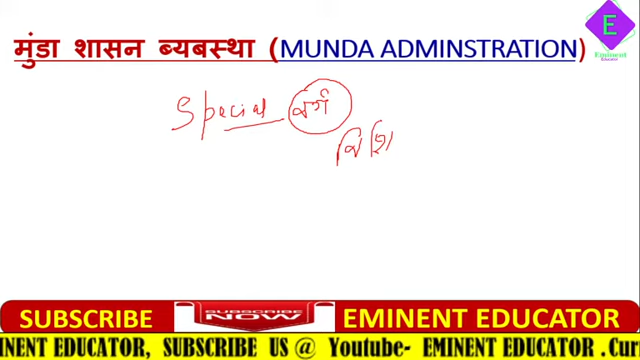 E
Eminent
Educator
मुंडा शासन ब्यबस्था (MUNDA ADMINSTRATION)
Special वर्ग
विशि
SUBSCRIBE
SUBSCRIBE
NOW
EMINENT EDUCATOR
INENT EDUCATOR, SUBSCRIBE US @ Youtube- EMINENT EDUCATOR .Cur